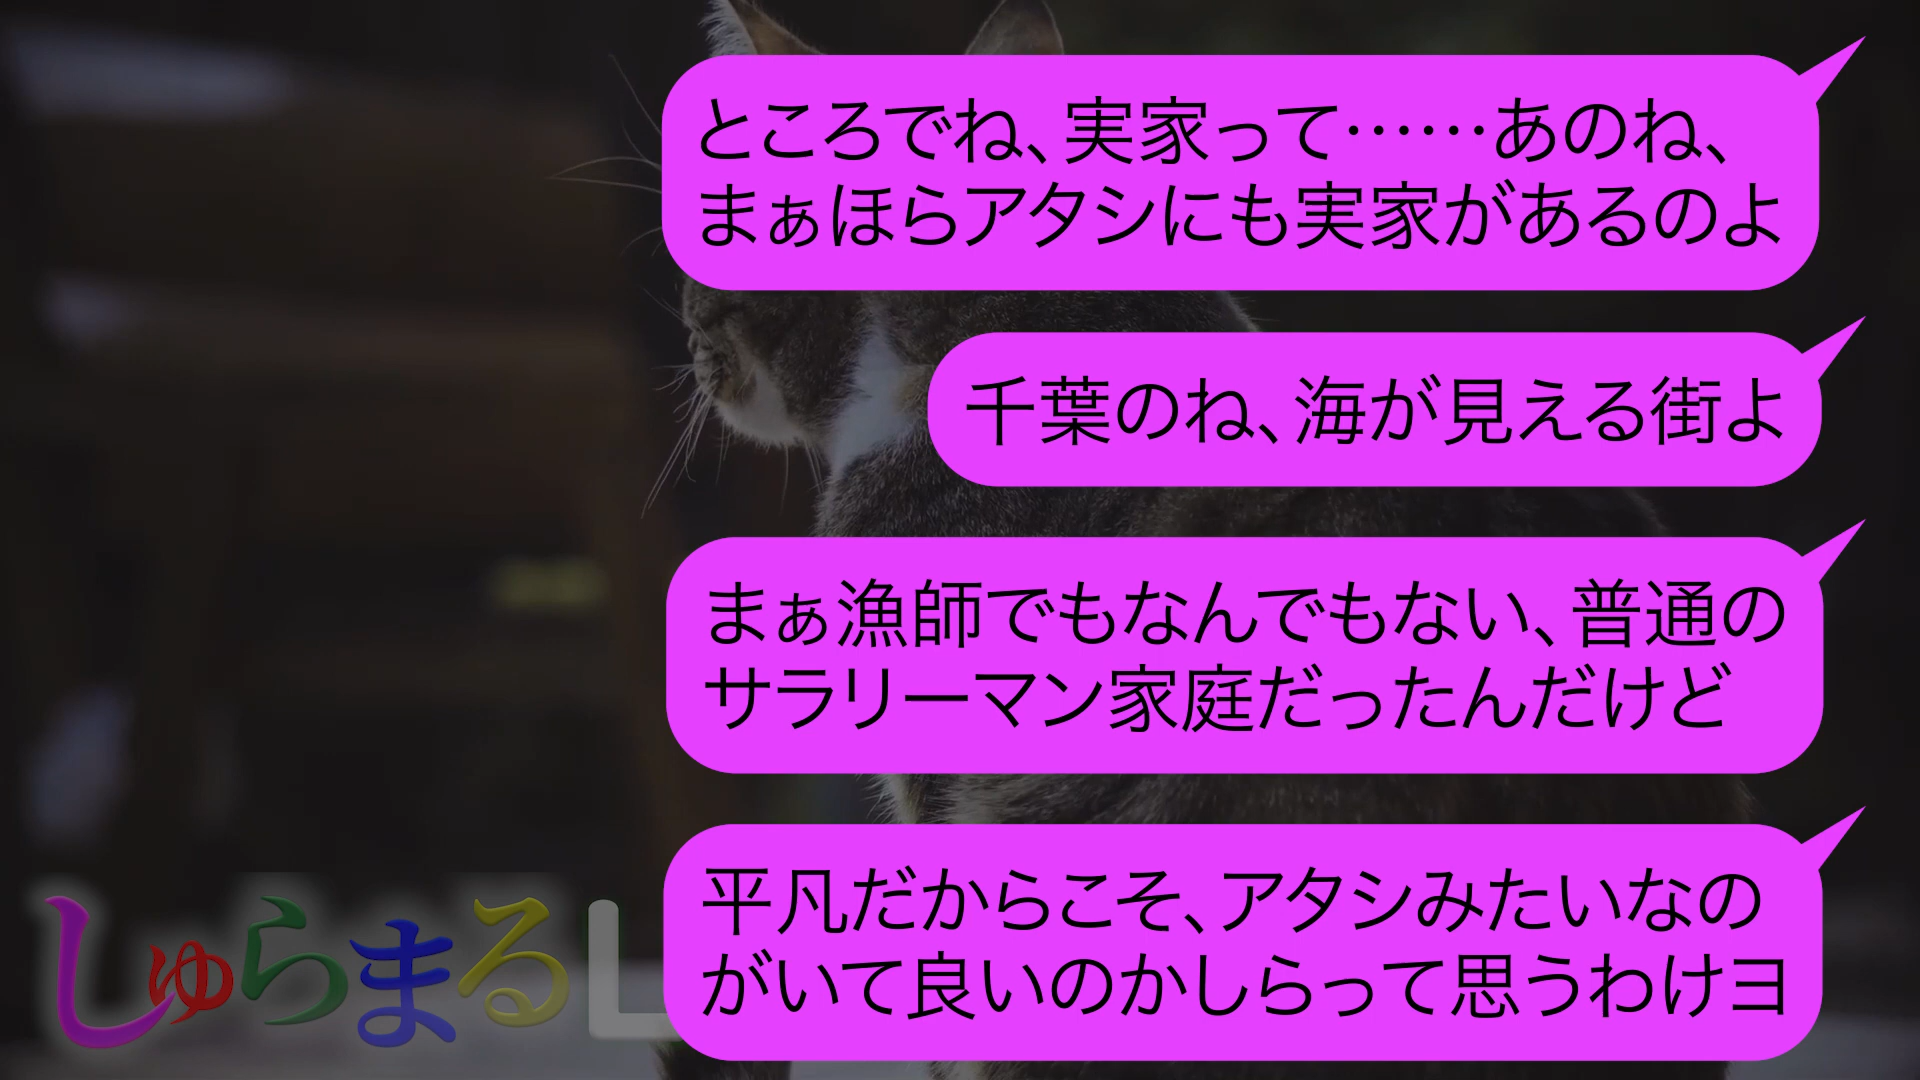 ところでね、実家って……あのね、
まぁほらアタシにも実家があるのよ
千葉のね、海が見える街よ
まぁ漁師でもなんでもない、普通の
サラリーマン家庭だったんだけど
平凡だからこそ、アタシみたいなの
がいて良いのかしらって思うわけヨ
しゅらまるL